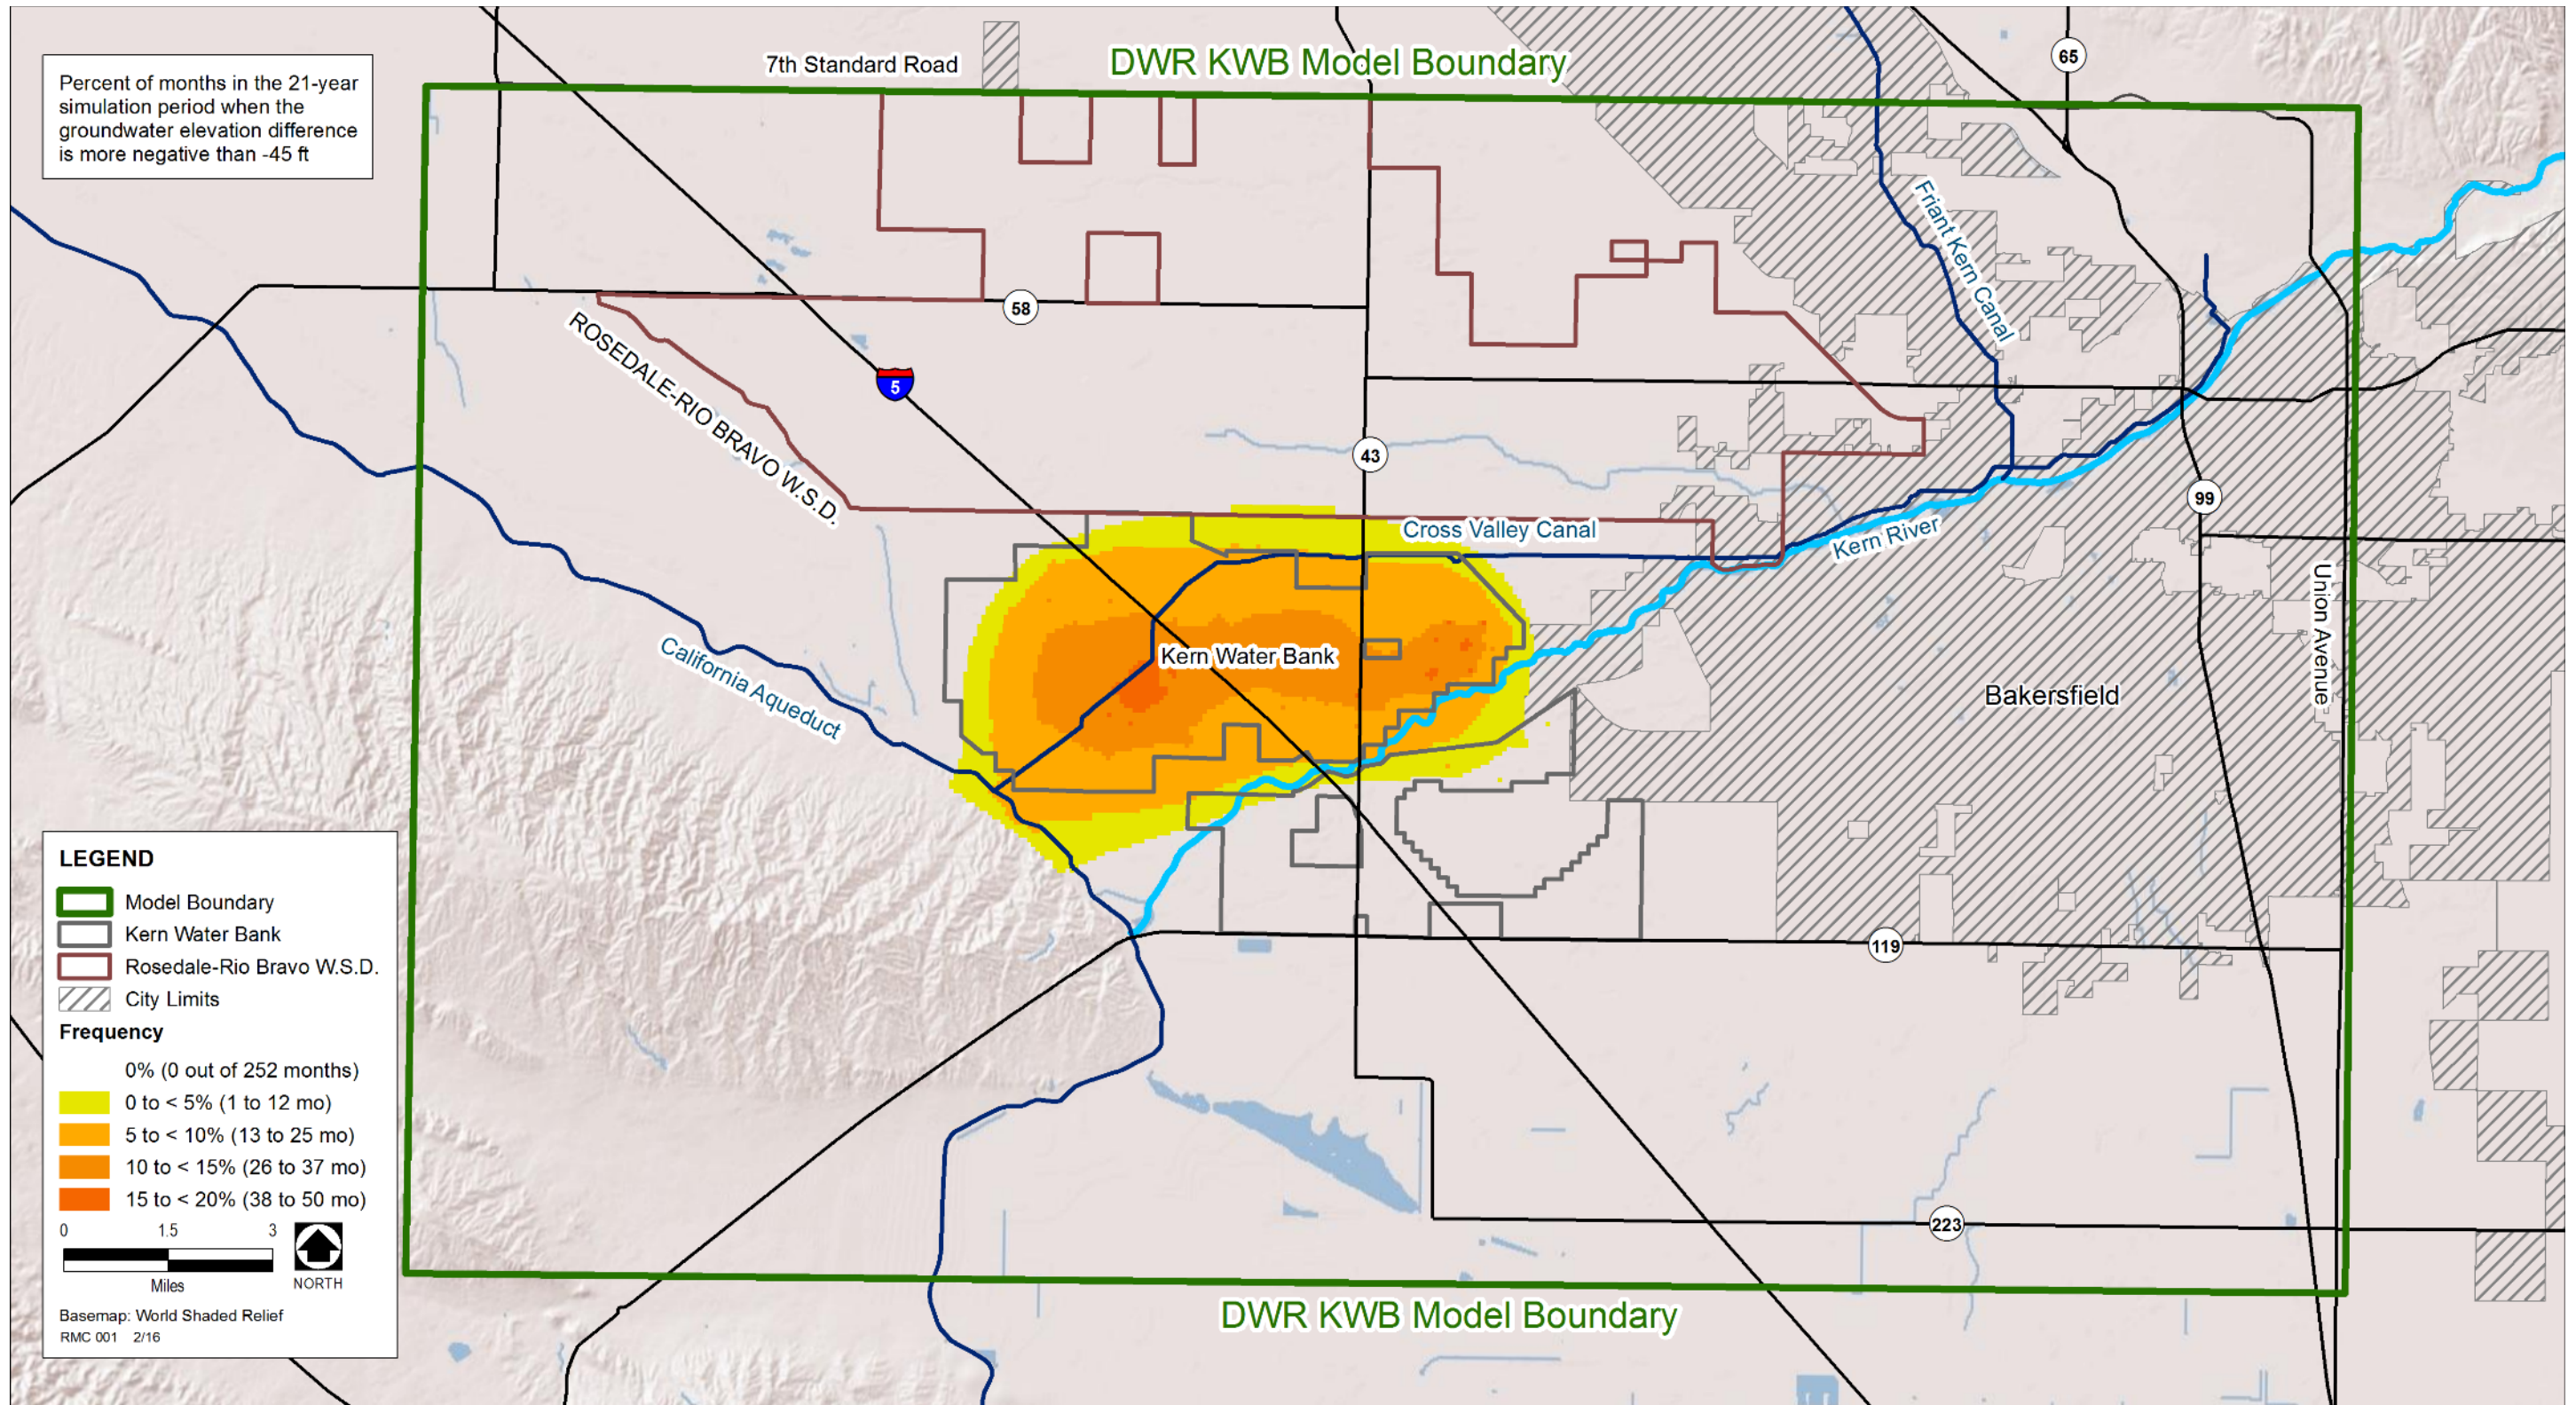 Percent of months in the 21-year
simulation period when the
groundwater elevation difference
is more negative than -45 ft
7th Standard Road
DWR KWB Model Boundary
65
Friant Kern Canal
58
ROSEDALE-RIO BRAVO W.S.D.
5
43
99
Cross Valley Canal
Kern River
Union Avenue
California Aqueduct
Kern Water Bank
Bakersfield
119
223
DWR KWB Model Boundary
LEGEND
Model Boundary
Kern Water Bank
Rosedale-Rio Bravo W.S.D.
City Limits
Frequency
0% (0 out of 252 months)
0 to < 5% (1 to 12 mo)
5 to < 10% (13 to 25 mo)
10 to < 15% (26 to 37 mo)
15 to < 20% (38 to 50 mo)
0 1.5 3
Miles
NORTH
Basemap: World Shaded Relief
RMC 001 2/16